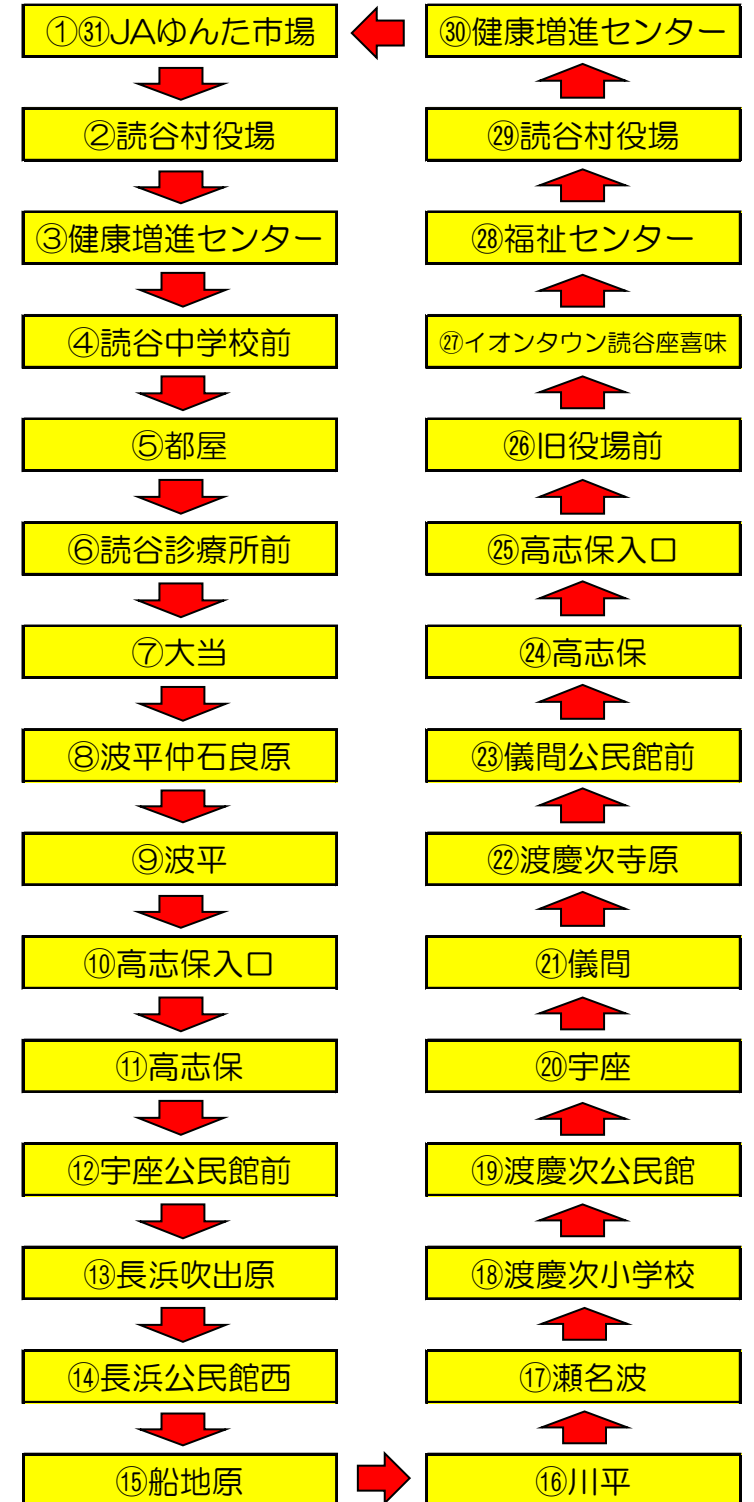 ①㉛JAゆんた市場
②読谷村役場
③健康増進センター
④読谷中学校前
⑤都屋
⑥読谷診療所前
⑦大当
⑧波平仲石良原
⑨波平
⑩高志保入口
⑪高志保
⑫宇座公民館前
⑬長浜吹出原
⑭長浜公民館西
⑮船地原
⑯川平
⑰瀬名波
⑱渡慶次小学校
⑲渡慶次公民館
⑳宇座
㉑儀間
㉒渡慶次寺原
㉓儀間公民館前
㉔高志保
㉕高志保入口
㉖旧役場前
㉗イオンタウン読谷座喜味
㉘福祉センター
㉙読谷村役場
㉚健康増進センター